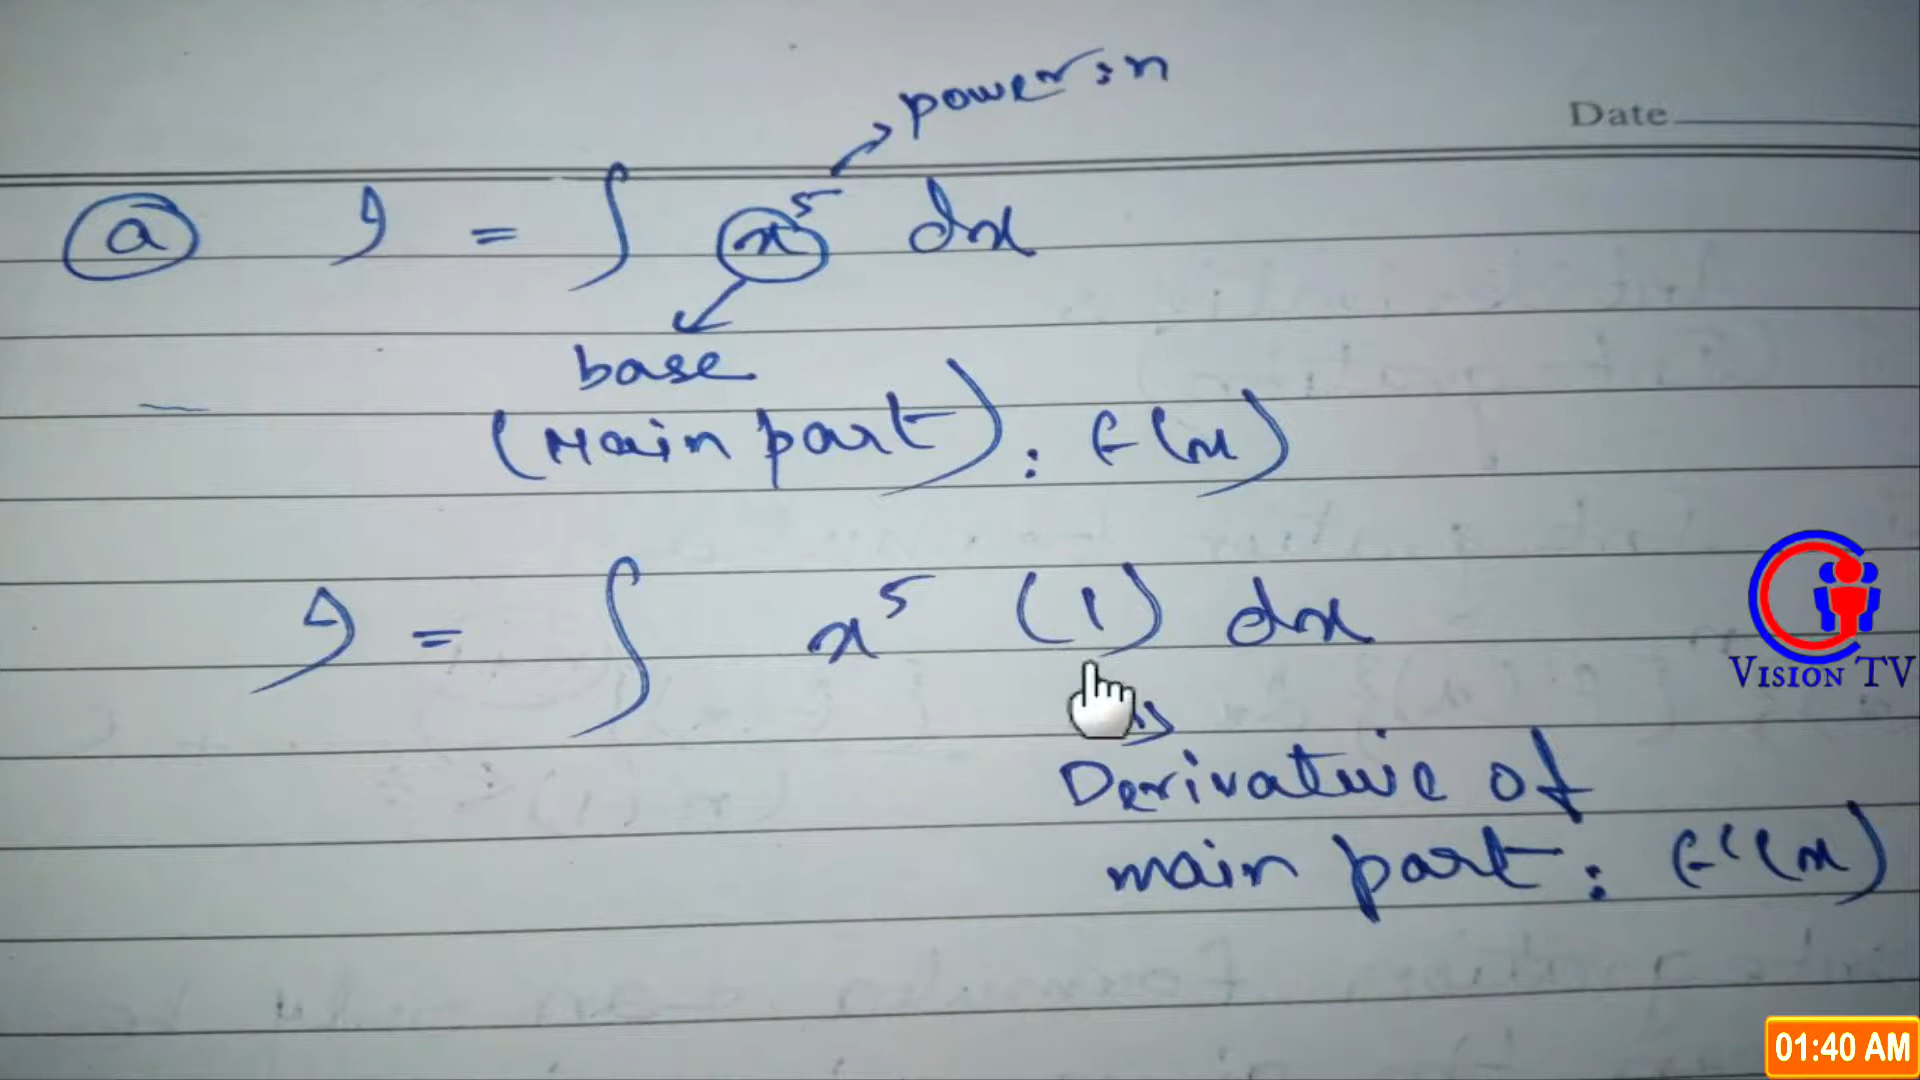 power: n
Date
a I = ∫ x⁵ dx
base
(Main part): f(x)
I = ∫ x⁵ (1) dx
VISION TV
Derivative of
main part: f'(x)
01:40 AM